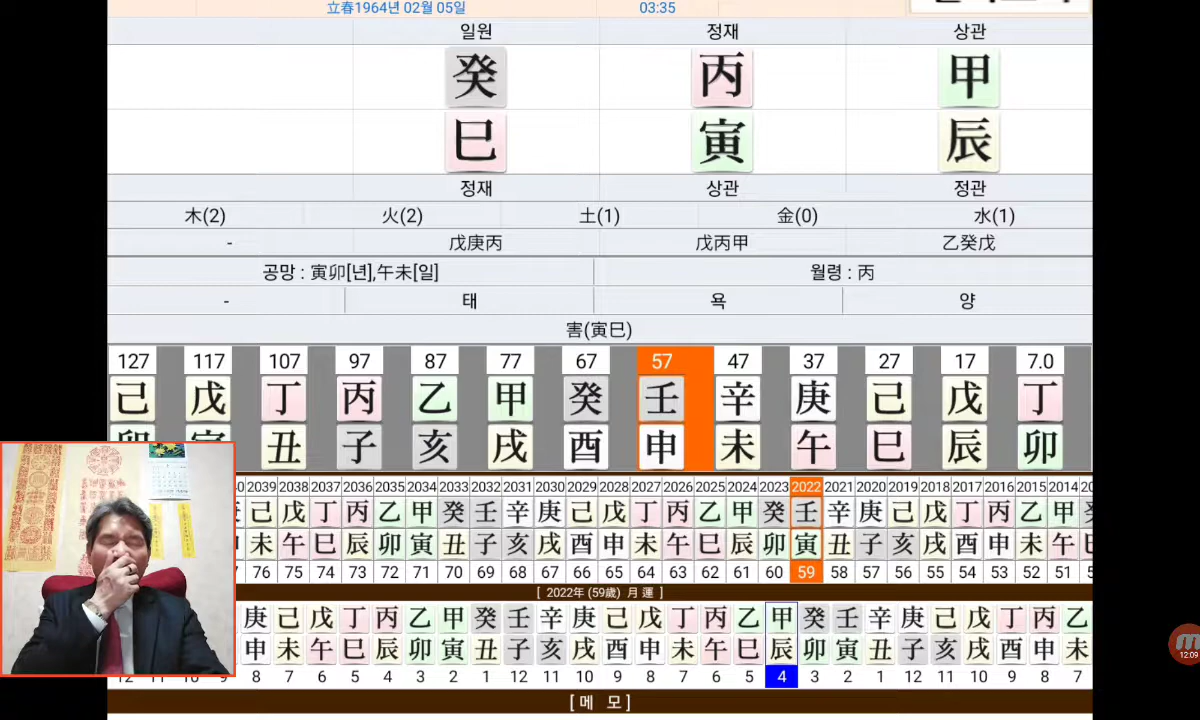 立春1964년 02월 05일 03:35
일원 정재 상관
癸 丙 甲
巳 寅 辰
정재 상관 정관
木(2) 火(2) 土(1) 金(0) 水(1)
- 戊庚丙 戊丙甲 乙癸戊
공망 : 寅卯[년],午未[일] 월령 : 丙
- 태 욕 양
害(寅巳)
127 117 107 97 87 77 67 57 47 37 27 17 7.0
己 戊 丁 丙 乙 甲 癸 壬 辛 庚 己 戊 丁
卯 寅 丑 子 亥 戌 酉 申 未 午 巳 辰 卯
2039 2038 2037 2036 2035 2034 2033 2032 2031 2030 2029 2028 2027 2026 2025 2024 2023 2022 2021 2020 2019 2018 2017 2016 2015 2014
己 戊 丁 丙 乙 甲 癸 壬 辛 庚 己 戊 丁 丙 乙 甲 癸 壬 辛 庚 己 戊 丁 丙 乙 甲
未 午 巳 辰 卯 寅 丑 子 亥 戌 酉 申 未 午 巳 辰 卯 寅 丑 子 亥 戌 酉 申 未 午
76 75 74 73 72 71 70 69 68 67 66 65 64 63 62 61 60 59 58 57 56 55 54 53 52 51
[ 2022年 (59歲) 月 運 ]
庚 己 戊 丁 丙 乙 甲 癸 壬 辛 庚 己 戊 丁 丙 乙 甲 癸 壬 辛 庚 己 戊 丁 丙 乙
申 未 午 巳 辰 卯 寅 丑 子 亥 戌 酉 申 未 午 巳 辰 卯 寅 丑 子 亥 戌 酉 申 未
8 7 6 5 4 3 2 1 12 11 10 9 8 7 6 5 4 3 2 1 12 11 10 9 8 7
[ 메 모 ]
12:09